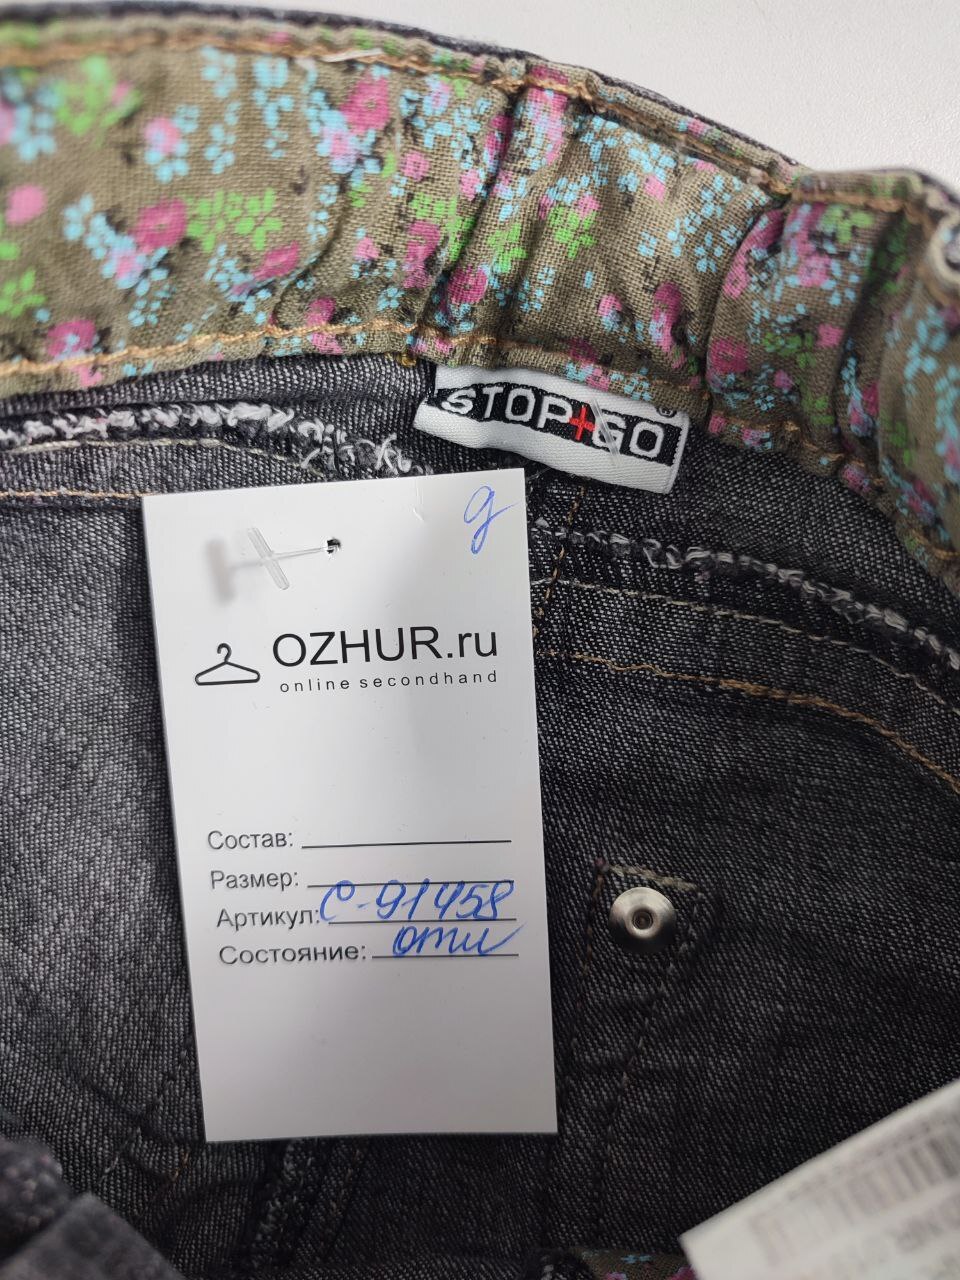 STOP+GO
®
g
OZHUR.ru
online secondhand
Состав:
Размер:
Артикул: С-91458
Состояние: отл